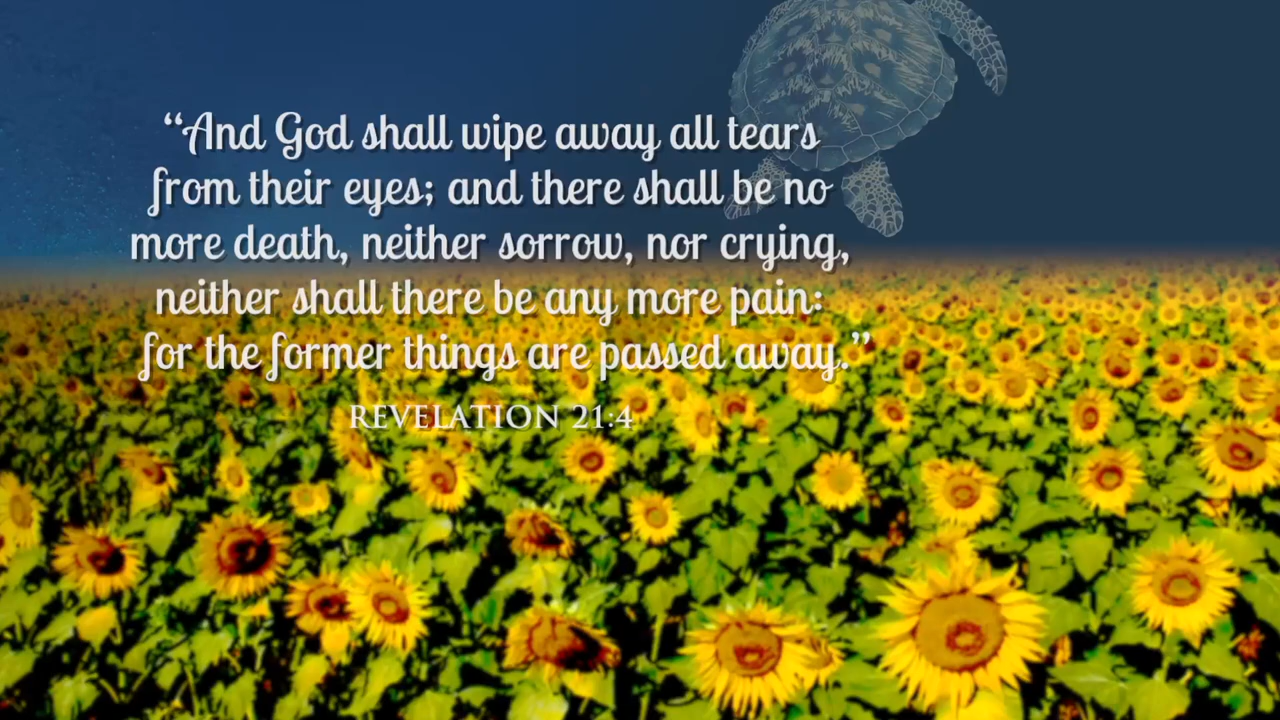 “And God shall wipe away all tears
from their eyes; and there shall be no
more death, neither sorrow, nor crying,
neither shall there be any more pain:
for the former things are passed away.”
REVELATION 21:4